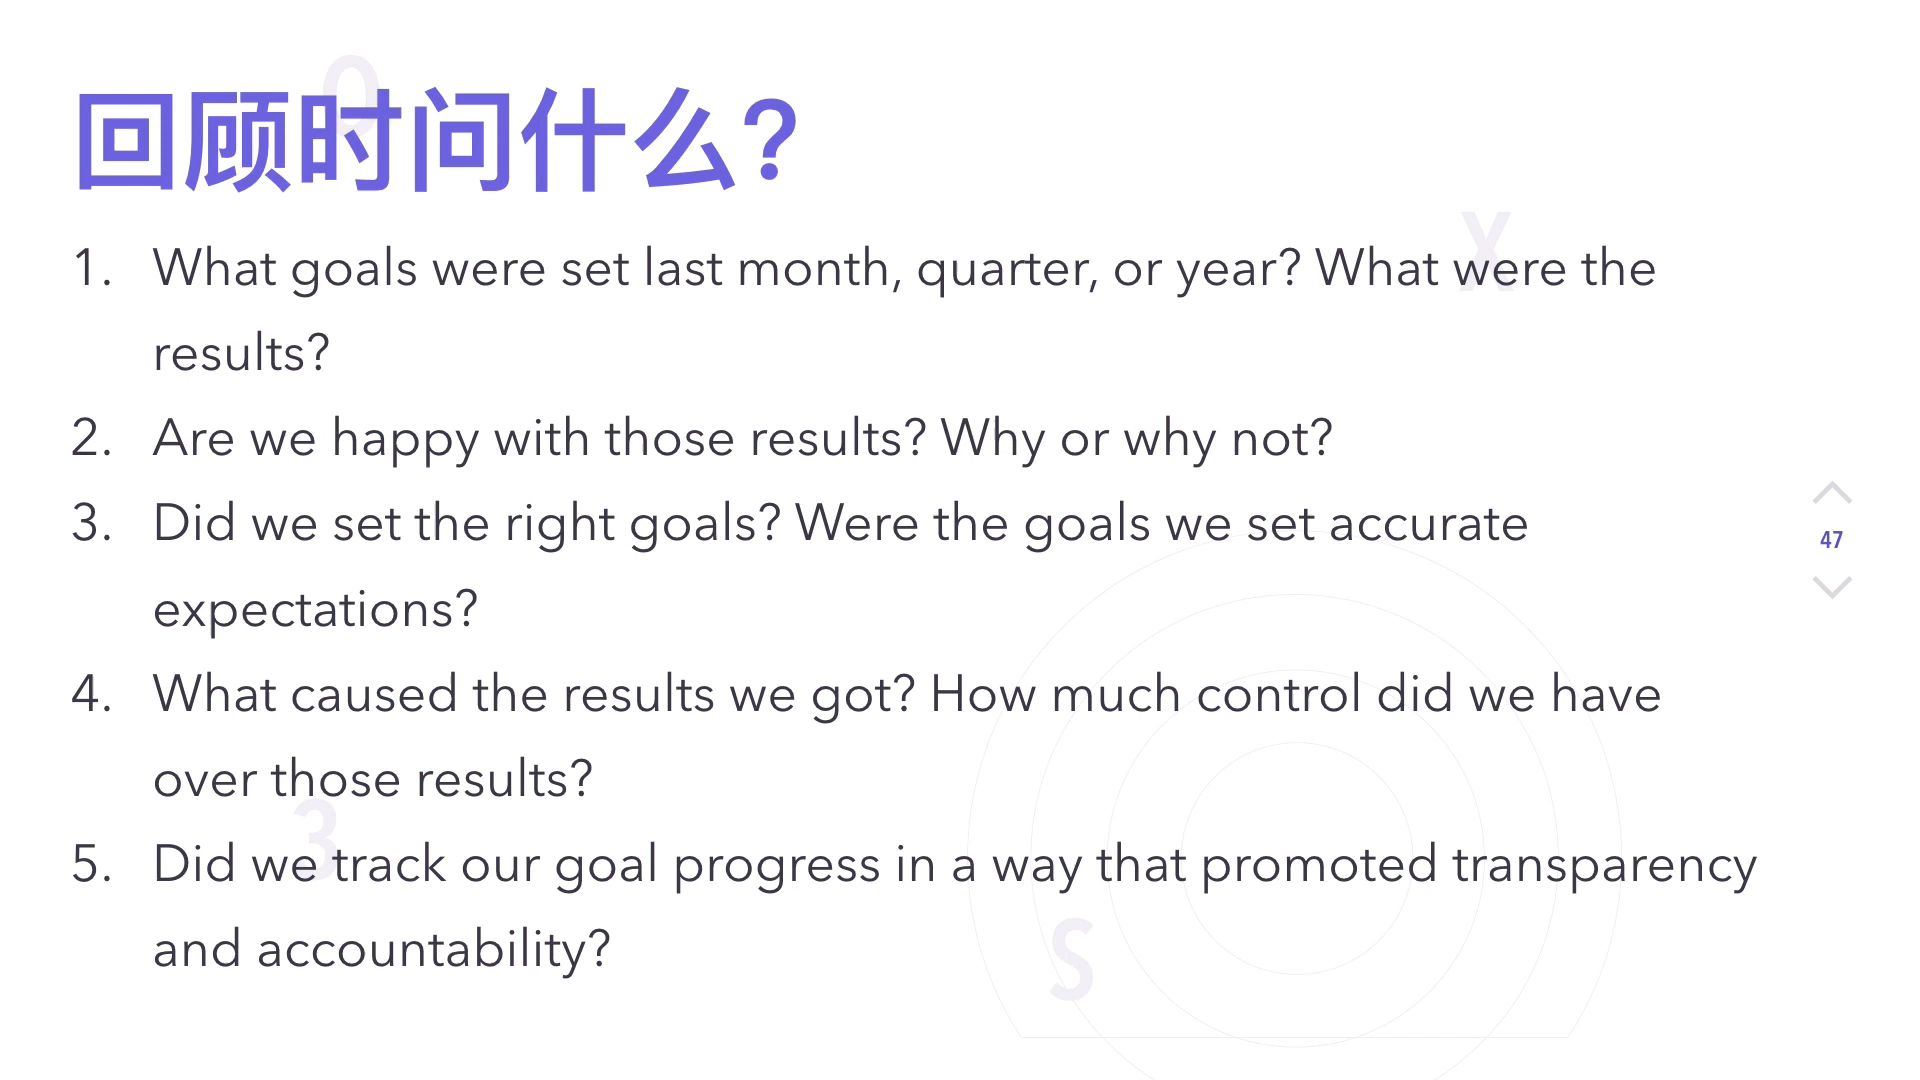 回顾时问什么?
1. What goals were set last month, quarter, or year? What were the
results?
2. Are we happy with those results? Why or why not?
3. Did we set the right goals? Were the goals we set accurate
expectations?
4. What caused the results we got? How much control did we have
over those results?
5. Did we track our goal progress in a way that promoted transparency
and accountability?
47
O
X
3
S